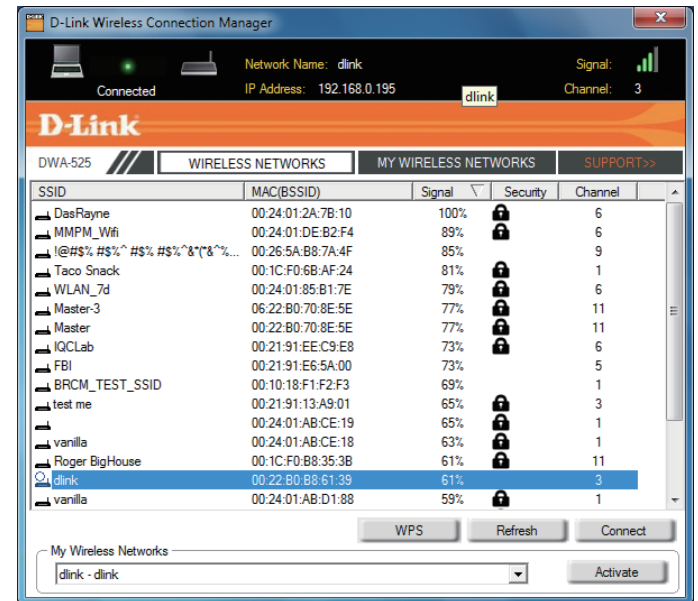 D-Link Wireless Connection Manager
Network Name: dlink Signal:
Connected IP Address: 192.168.0.195 dlink Channel: 3
D-Link
DWA-525 WIRELESS NETWORKS MY WIRELESS NETWORKS SUPPORT>>
SSID MAC(BSSID) Signal Security Channel
DasRayne 00:24:01:2A:7B:10 100% 6
MMPM_Wifi 00:24:01:DE:B2:F4 89% 6
!@#$% #$%^ #$% #$%^&*(*&^%... 00:26:5A:B8:7A:4F 85% 9
Taco Snack 00:1C:F0:6B:AF:24 81% 1
WLAN_7d 00:24:01:85:B1:7E 79% 6
Master-3 06:22:B0:70:8E:5E 77% 11
Master 00:22:B0:70:8E:5E 77% 11
IQCLab 00:21:91:EE:C9:E8 73% 6
FBI 00:21:91:E6:5A:00 73% 5
BRCM_TEST_SSID 00:10:18:F1:F2:F3 69% 1
test me 00:21:91:13:A9:01 65% 3
00:24:01:AB:CE:19 65% 1
vanilla 00:24:01:AB:CE:18 63% 1
Roger BigHouse 00:1C:F0:B8:35:3B 61% 11
dlink 00:22:B0:B8:61:39 61% 3
vanilla 00:24:01:AB:D1:88 59% 1
WPS Refresh Connect
My Wireless Networks
dlink - dlink Activate